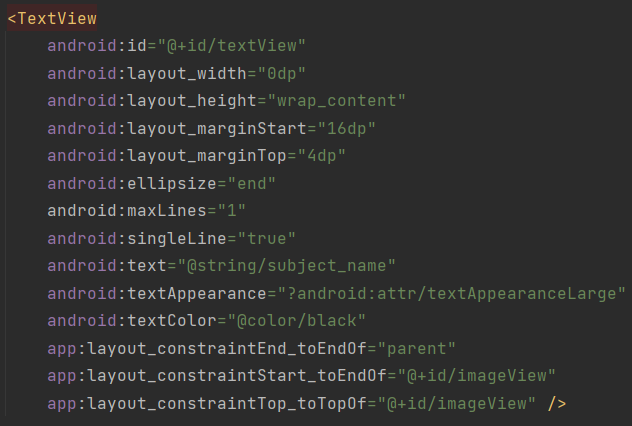 <TextView
android:id="@+id/textView"
android:layout_width="0dp"
android:layout_height="wrap_content"
android:layout_marginStart="16dp"
android:layout_marginTop="4dp"
android:ellipsize="end"
android:maxLines="1"
android:singleLine="true"
android:text="@string/subject_name"
android:textAppearance="?android:attr/textAppearanceLarge"
android:textColor="@color/black"
app:layout_constraintEnd_toEndOf="parent"
app:layout_constraintStart_toEndOf="@+id/imageView"
app:layout_constraintTop_toTopOf="@+id/imageView" />